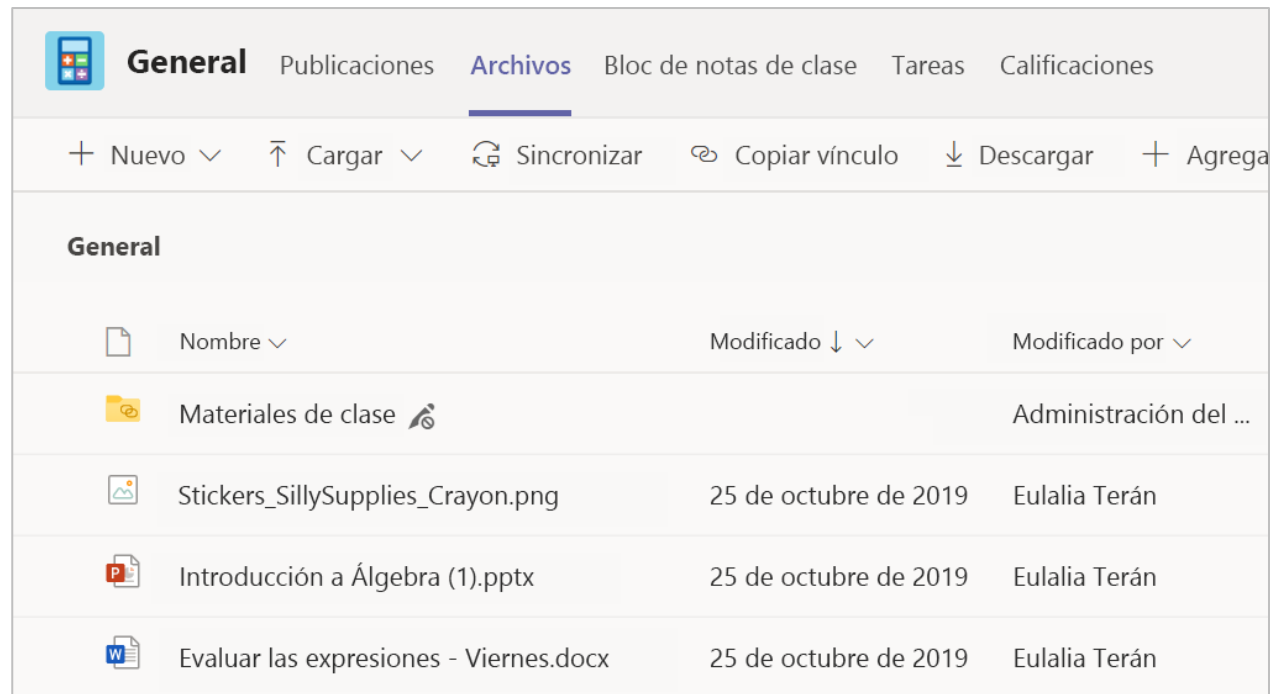 General Publicaciones Archivos Bloc de notas de clase Tareas Calificaciones
Nuevo Cargar Sincronizar Copiar vínculo Descargar Agrega
General
Nombre Modificado Modificado por
Materiales de clase Administración del ...
Stickers_SillySupplies_Crayon.png 25 de octubre de 2019 Eulalia Terán
Introducción a Álgebra (1).pptx 25 de octubre de 2019 Eulalia Terán
Evaluar las expresiones - Viernes.docx 25 de octubre de 2019 Eulalia Terán